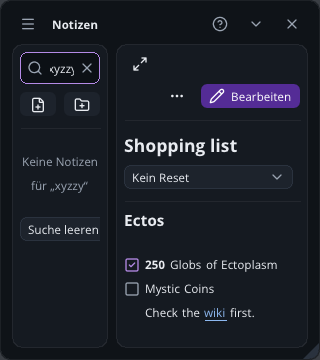 Notizen
xyzzy
Bearbeiten
Keine Notizen
für „xyzzy“
Suche leeren
Shopping list
Kein Reset
Ectos
250 Globs of Ectoplasm
Mystic Coins
Check the wiki first.